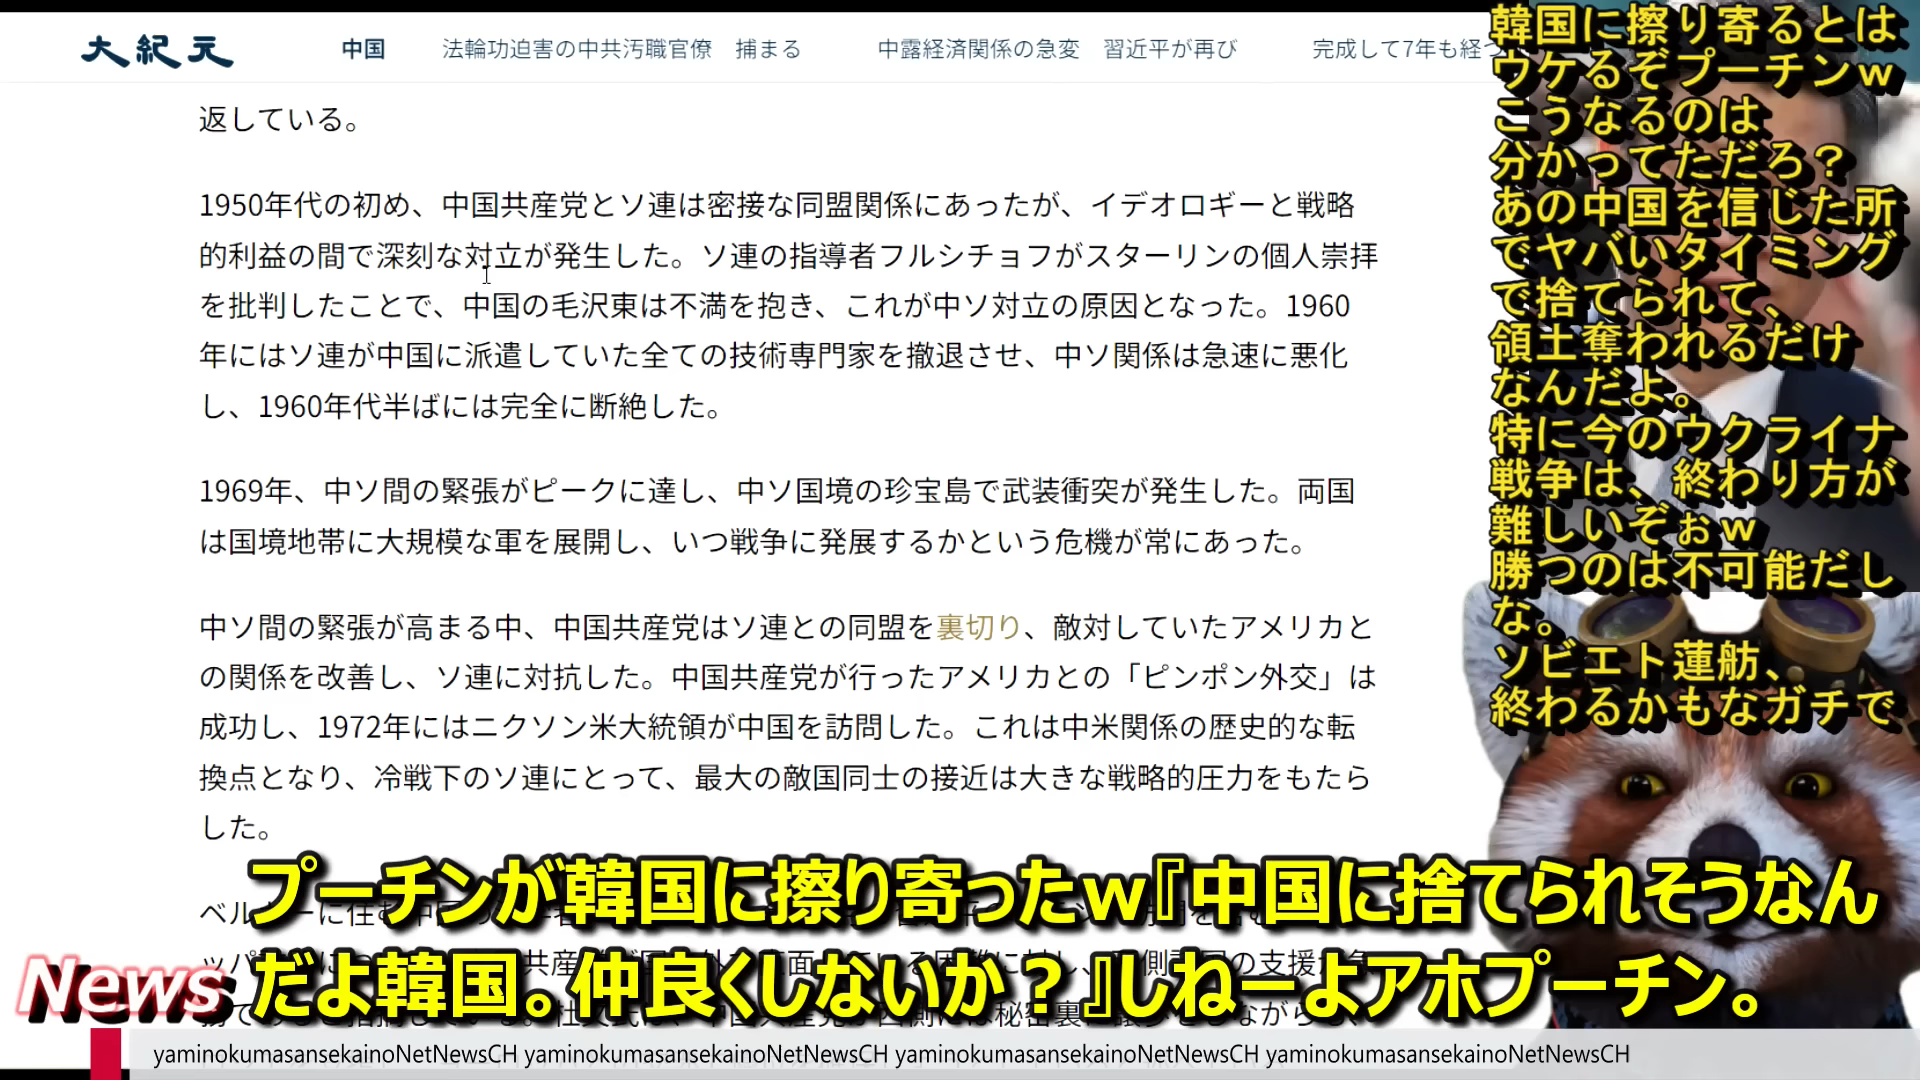 大紀元
中国 法輪功迫害の中共汚職官僚 捕まる 中露経済関係の急変 習近平が再び 完成して7年も経つ
返している。
1950年代の初め、中国共産党とソ連は密接な同盟関係にあったが、イデオロギーと戦略
的利益の間で深刻な対立が発生した。ソ連の指導者フルシチョフがスターリンの個人崇拝
を批判したことで、中国の毛沢東は不満を抱き、これが中ソ対立の原因となった。1960
年にはソ連が中国に派遣していた全ての技術専門家を撤退させ、中ソ関係は急速に悪化
し、1960年代半ばには完全に断絶した。
1969年、中ソ間の緊張がピークに達し、中ソ国境の珍宝島で武装衝突が発生した。両国
は国境地帯に大規模な軍を展開し、いつ戦争に発展するかという危機が常にあった。
中ソ間の緊張が高まる中、中国共産党はソ連との同盟を裏切り、敵対していたアメリカと
の関係を改善し、ソ連に対抗した。中国共産党が行ったアメリカとの「ピンポン外交」は
成功し、1972年にはニクソン米大統領が中国を訪問した。これは中米関係の歴史的な転
換点となり、冷戦下のソ連にとって、最大の敵国同士の接近は大きな戦略的圧力をもたら
した。
韓国に擦り寄るとは
ウケるぞプーチンｗ
こうなるのは
分かってただろ？
あの中国を信じた所
でヤバいタイミング
で捨てられて、
領土奪われるだけ
なんだよ。
特に今のウクライナ
戦争は、終わり方が
難しいぞぉｗ
勝つのは不可能だし
な。
ソビエト蓮舫、
終わるかもなガチで
プーチンが韓国に擦り寄ったｗ『中国に捨てられそうなん
だよ韓国。仲良くしないか？』しねーよアホプーチン。
News
yaminokumasansekainoNetNewsCH yaminokumasansekainoNetNewsCH yaminokumasansekainoNetNewsCH yaminokumasansekainoNetNewsCH